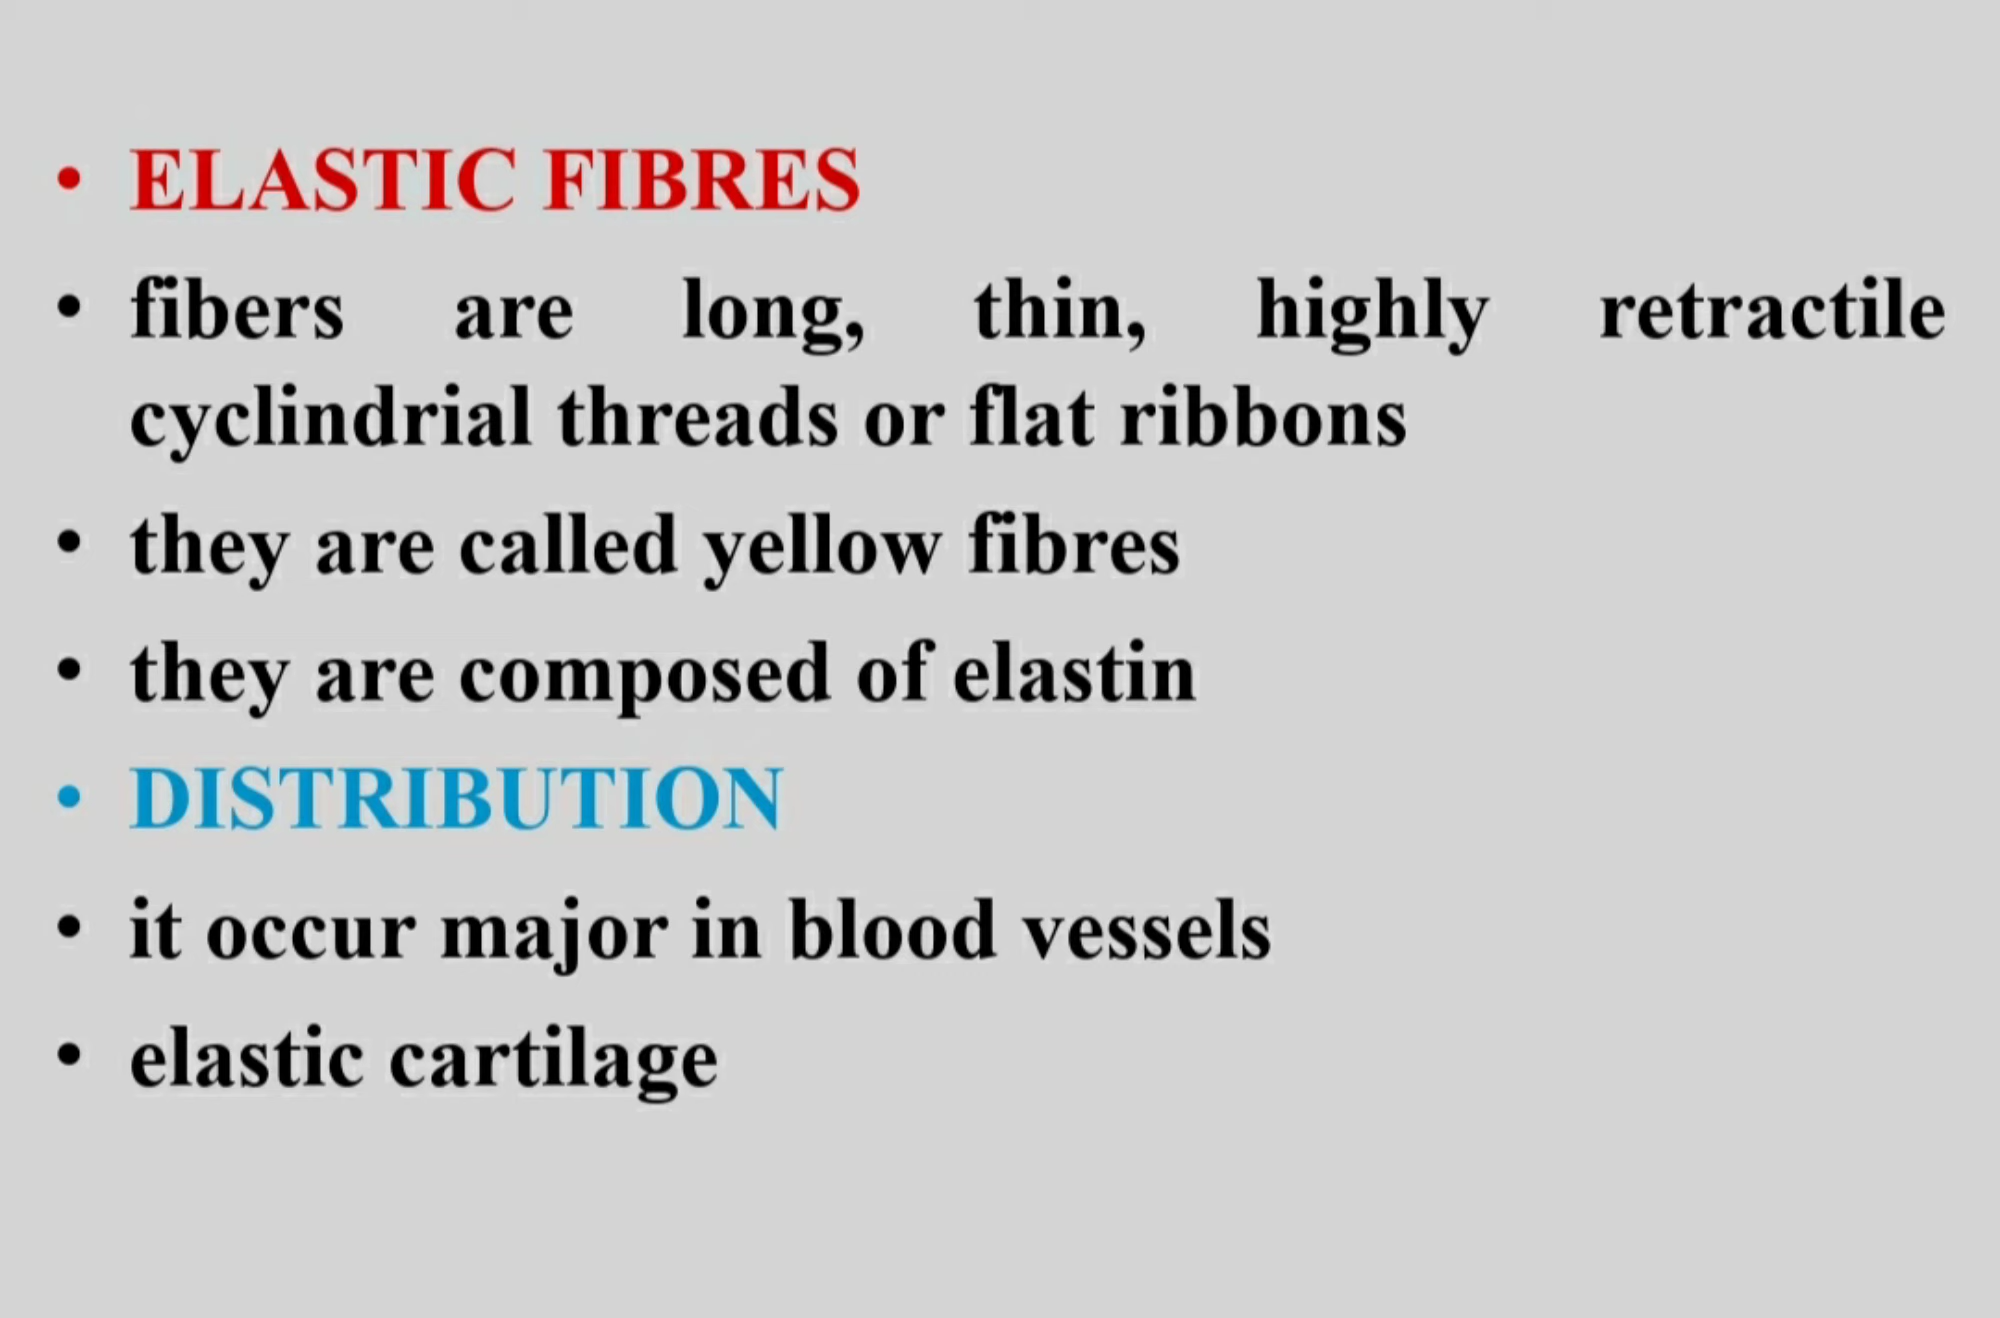 • ELASTIC FIBRES
• fibers are long, thin, highly retractile
cyclindrial threads or flat ribbons
• they are called yellow fibres
• they are composed of elastin
• DISTRIBUTION
• it occur major in blood vessels
• elastic cartilage